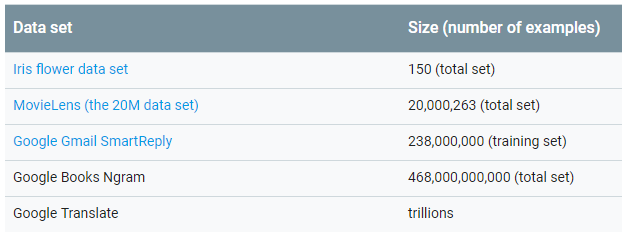 Data set Size (number of examples)
Iris flower data set 150 (total set)
MovieLens (the 20M data set) 20,000,263 (total set)
Google Gmail SmartReply 238,000,000 (training set)
Google Books Ngram 468,000,000,000 (total set)
Google Translate trillions